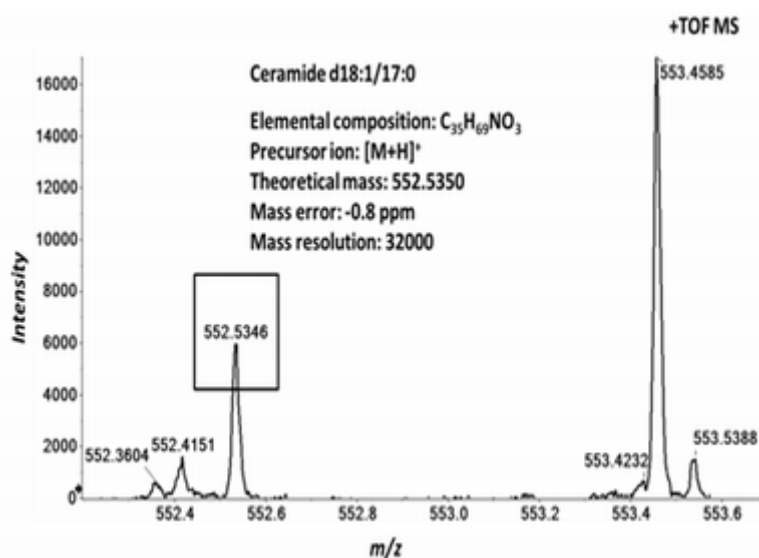 +TOF MS
553.4585
16000
14000
12000
10000
8000
6000
4000
2000
0
Intensity
Ceramide d18:1/17:0
Elemental composition: C₃₅H₆₉NO₃
Precursor ion: [M+H]⁺
Theoretical mass: 552.5350
Mass error: -0.8 ppm
Mass resolution: 32000
552.5346
552.3604
552.4151
553.4232
553.5388
552.4 552.6 552.8 553.0 553.2 553.4 553.6
m/z